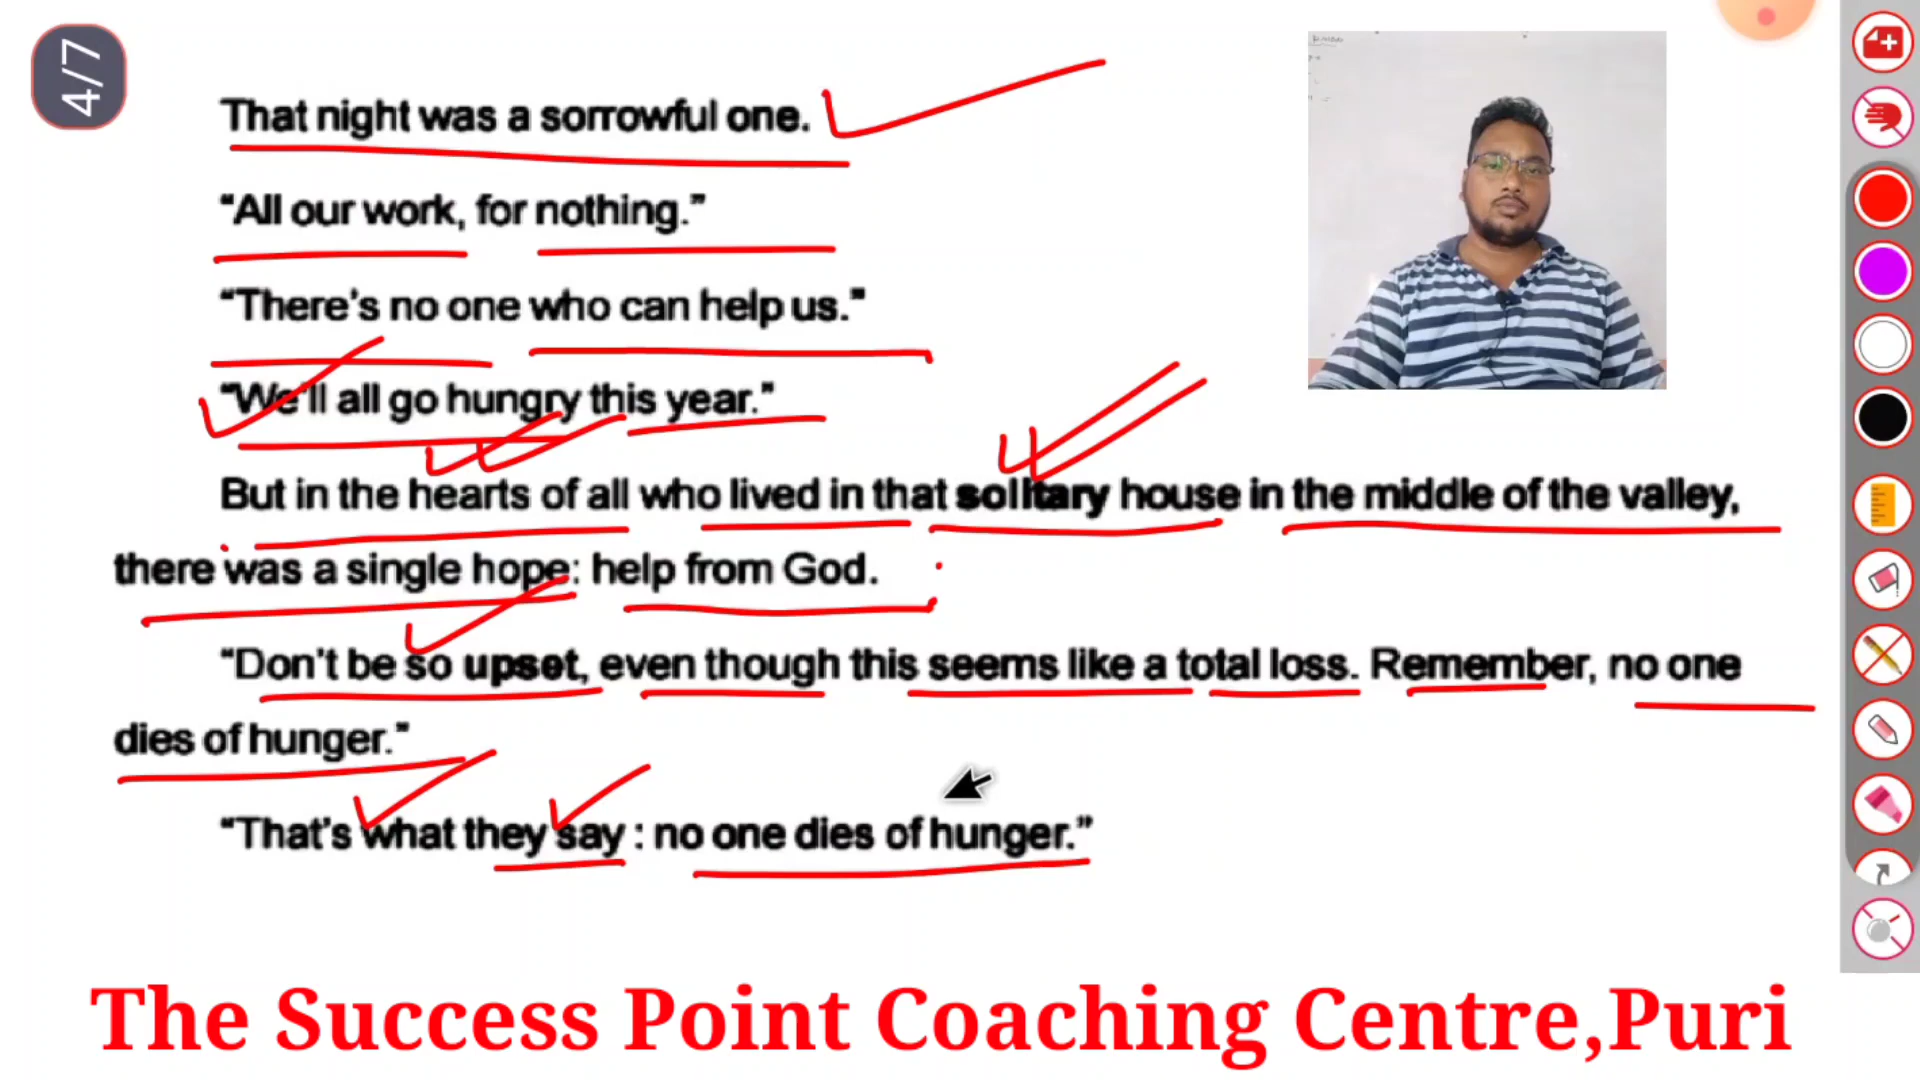 4/7
That night was a sorrowful one.
“All our work, for nothing.”
“There’s no one who can help us.”
“We’ll all go hungry this year.”
But in the hearts of all who lived in that solitary house in the middle of the valley,
there was a single hope: help from God.
“Don’t be so upset, even though this seems like a total loss. Remember, no one
dies of hunger.”
“That’s what they say : no one dies of hunger.”
The Success Point Coaching Centre,Puri